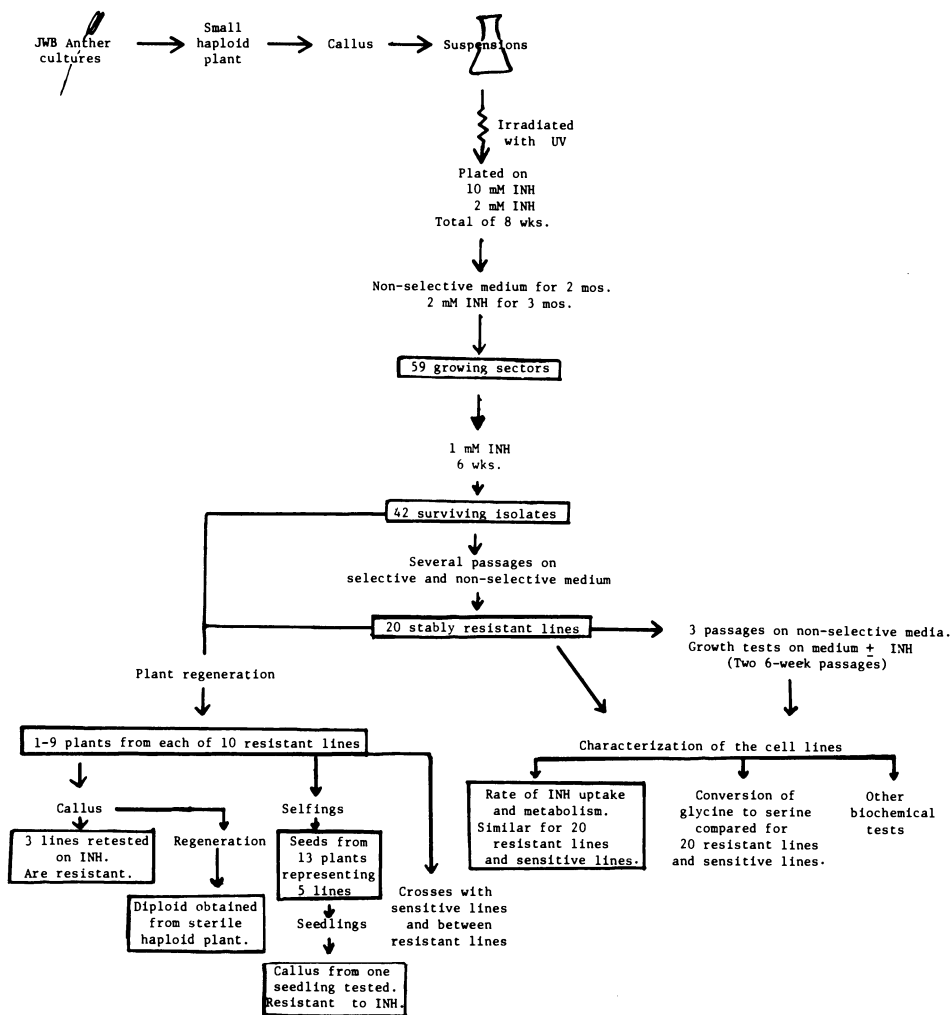 JWB Anther
cultures
Small
haploid
plant
Callus
Suspensions
Irradiated
with UV
Plated on
10 mM INH
2 mM INH
Total of 8 wks.
Non-selective medium for 2 mos.
2 mM INH for 3 mos.
59 growing sectors
1 mM INH
6 wks.
42 surviving isolates
Several passages on
selective and non-selective medium
20 stably resistant lines
3 passages on non-selective media.
Growth tests on medium ± INH
(Two 6-week passages)
Plant regeneration
1-9 plants from each of 10 resistant lines
Characterization of the cell lines
Callus
3 lines retested
on INH.
Are resistant.
Regeneration
Diploid obtained
from sterile
haploid plant.
Selfings
Seeds from
13 plants
representing
5 lines
Seedlings
Callus from one
seedling tested.
Resistant to INH.
Crosses with
sensitive lines
and between
resistant lines
Rate of INH uptake
and metabolism.
Similar for 20
resistant lines
and sensitive lines.
Conversion of
glycine to serine
compared for
20 resistant lines
and sensitive lines.
Other
biochemical
tests